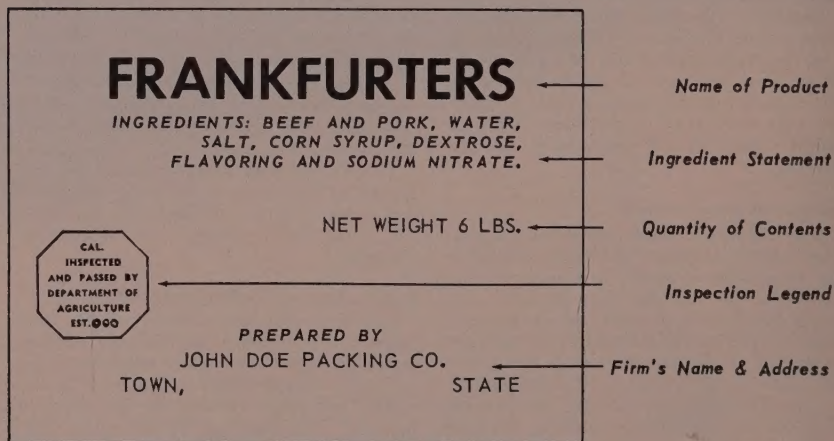 FRANKFURTERS
Name of Product
INGREDIENTS: BEEF AND PORK, WATER,
SALT, CORN SYRUP, DEXTROSE,
FLAVORING AND SODIUM NITRATE.
Ingredient Statement
NET WEIGHT 6 LBS.
Quantity of Contents
CAL.
INSPECTED
AND PASSED BY
DEPARTMENT OF
AGRICULTURE
EST.000
Inspection Legend
PREPARED BY
JOHN DOE PACKING CO.
TOWN, STATE
Firm's Name & Address